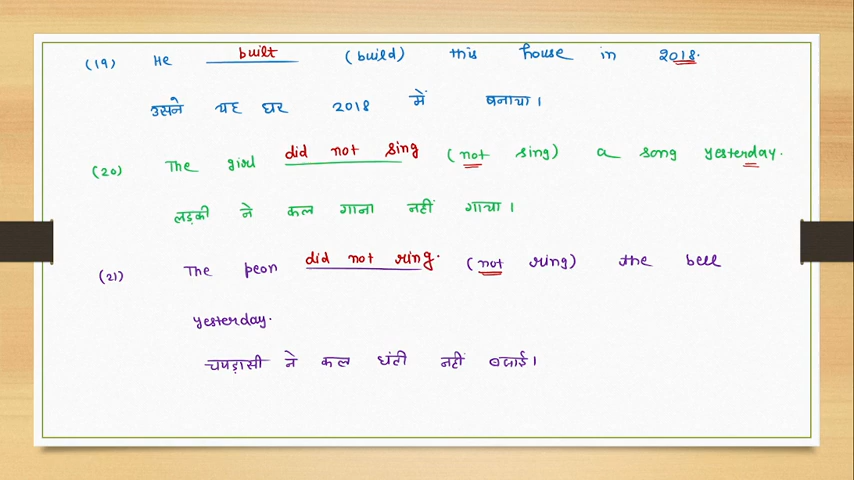 (19) He built (build) this house in 2018.
उसने यह घर 2018 में बनाया।
(20) The girl did not sing (not sing) a song yesterday.
लड़की ने कल गाना नहीं गाया।
(21) The peon did not ring. (not ring) the bell
yesterday.
चपड़ासी ने कल घंटी नहीं बजाई।